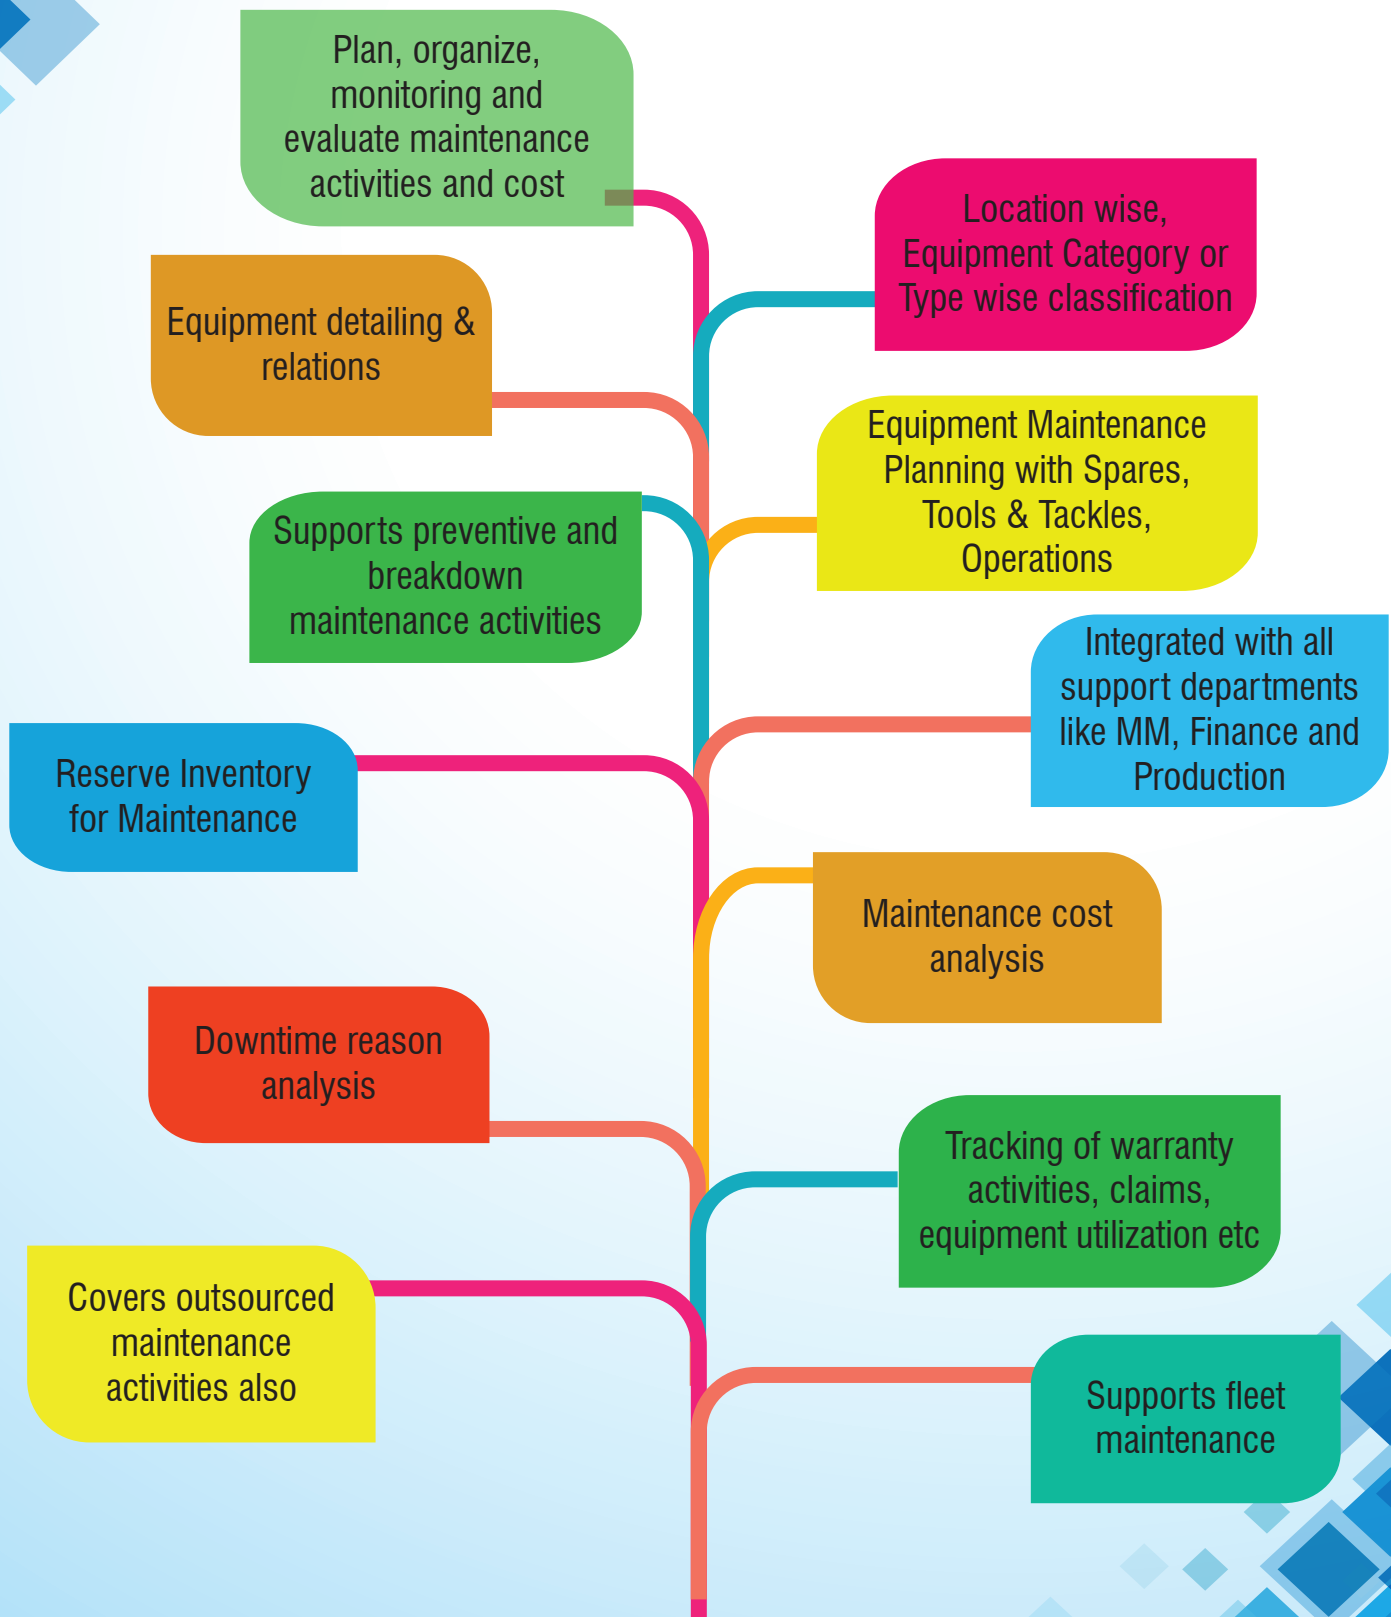 Plan, organize,
monitoring and
evaluate maintenance
activities and cost
Location wise,
Equipment Category or
Type wise classification
Equipment detailing &
relations
Equipment Maintenance
Planning with Spares,
Tools & Tackles,
Operations
Supports preventive and
breakdown
maintenance activities
Integrated with all
support departments
like MM, Finance and
Production
Reserve Inventory
for Maintenance
Maintenance cost
analysis
Downtime reason
analysis
Tracking of warranty
activities, claims,
equipment utilization etc
Covers outsourced
maintenance
activities also
Supports fleet
maintenance